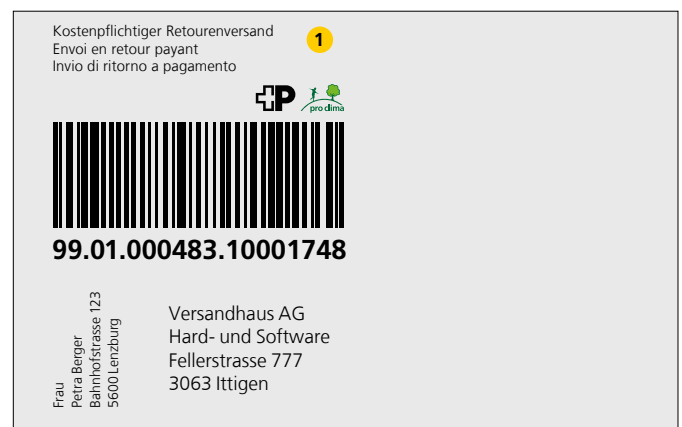 Kostenpflichtiger Retourenversand
Envoi en retour payant
Invio di ritorno a pagamento
1
P
pro clima
99.01.000483.10001748
Frau
Petra Berger
Bahnhofstrasse 123
5600 Lenzburg
Versandhaus AG
Hard- und Software
Fellerstrasse 777
3063 Ittigen